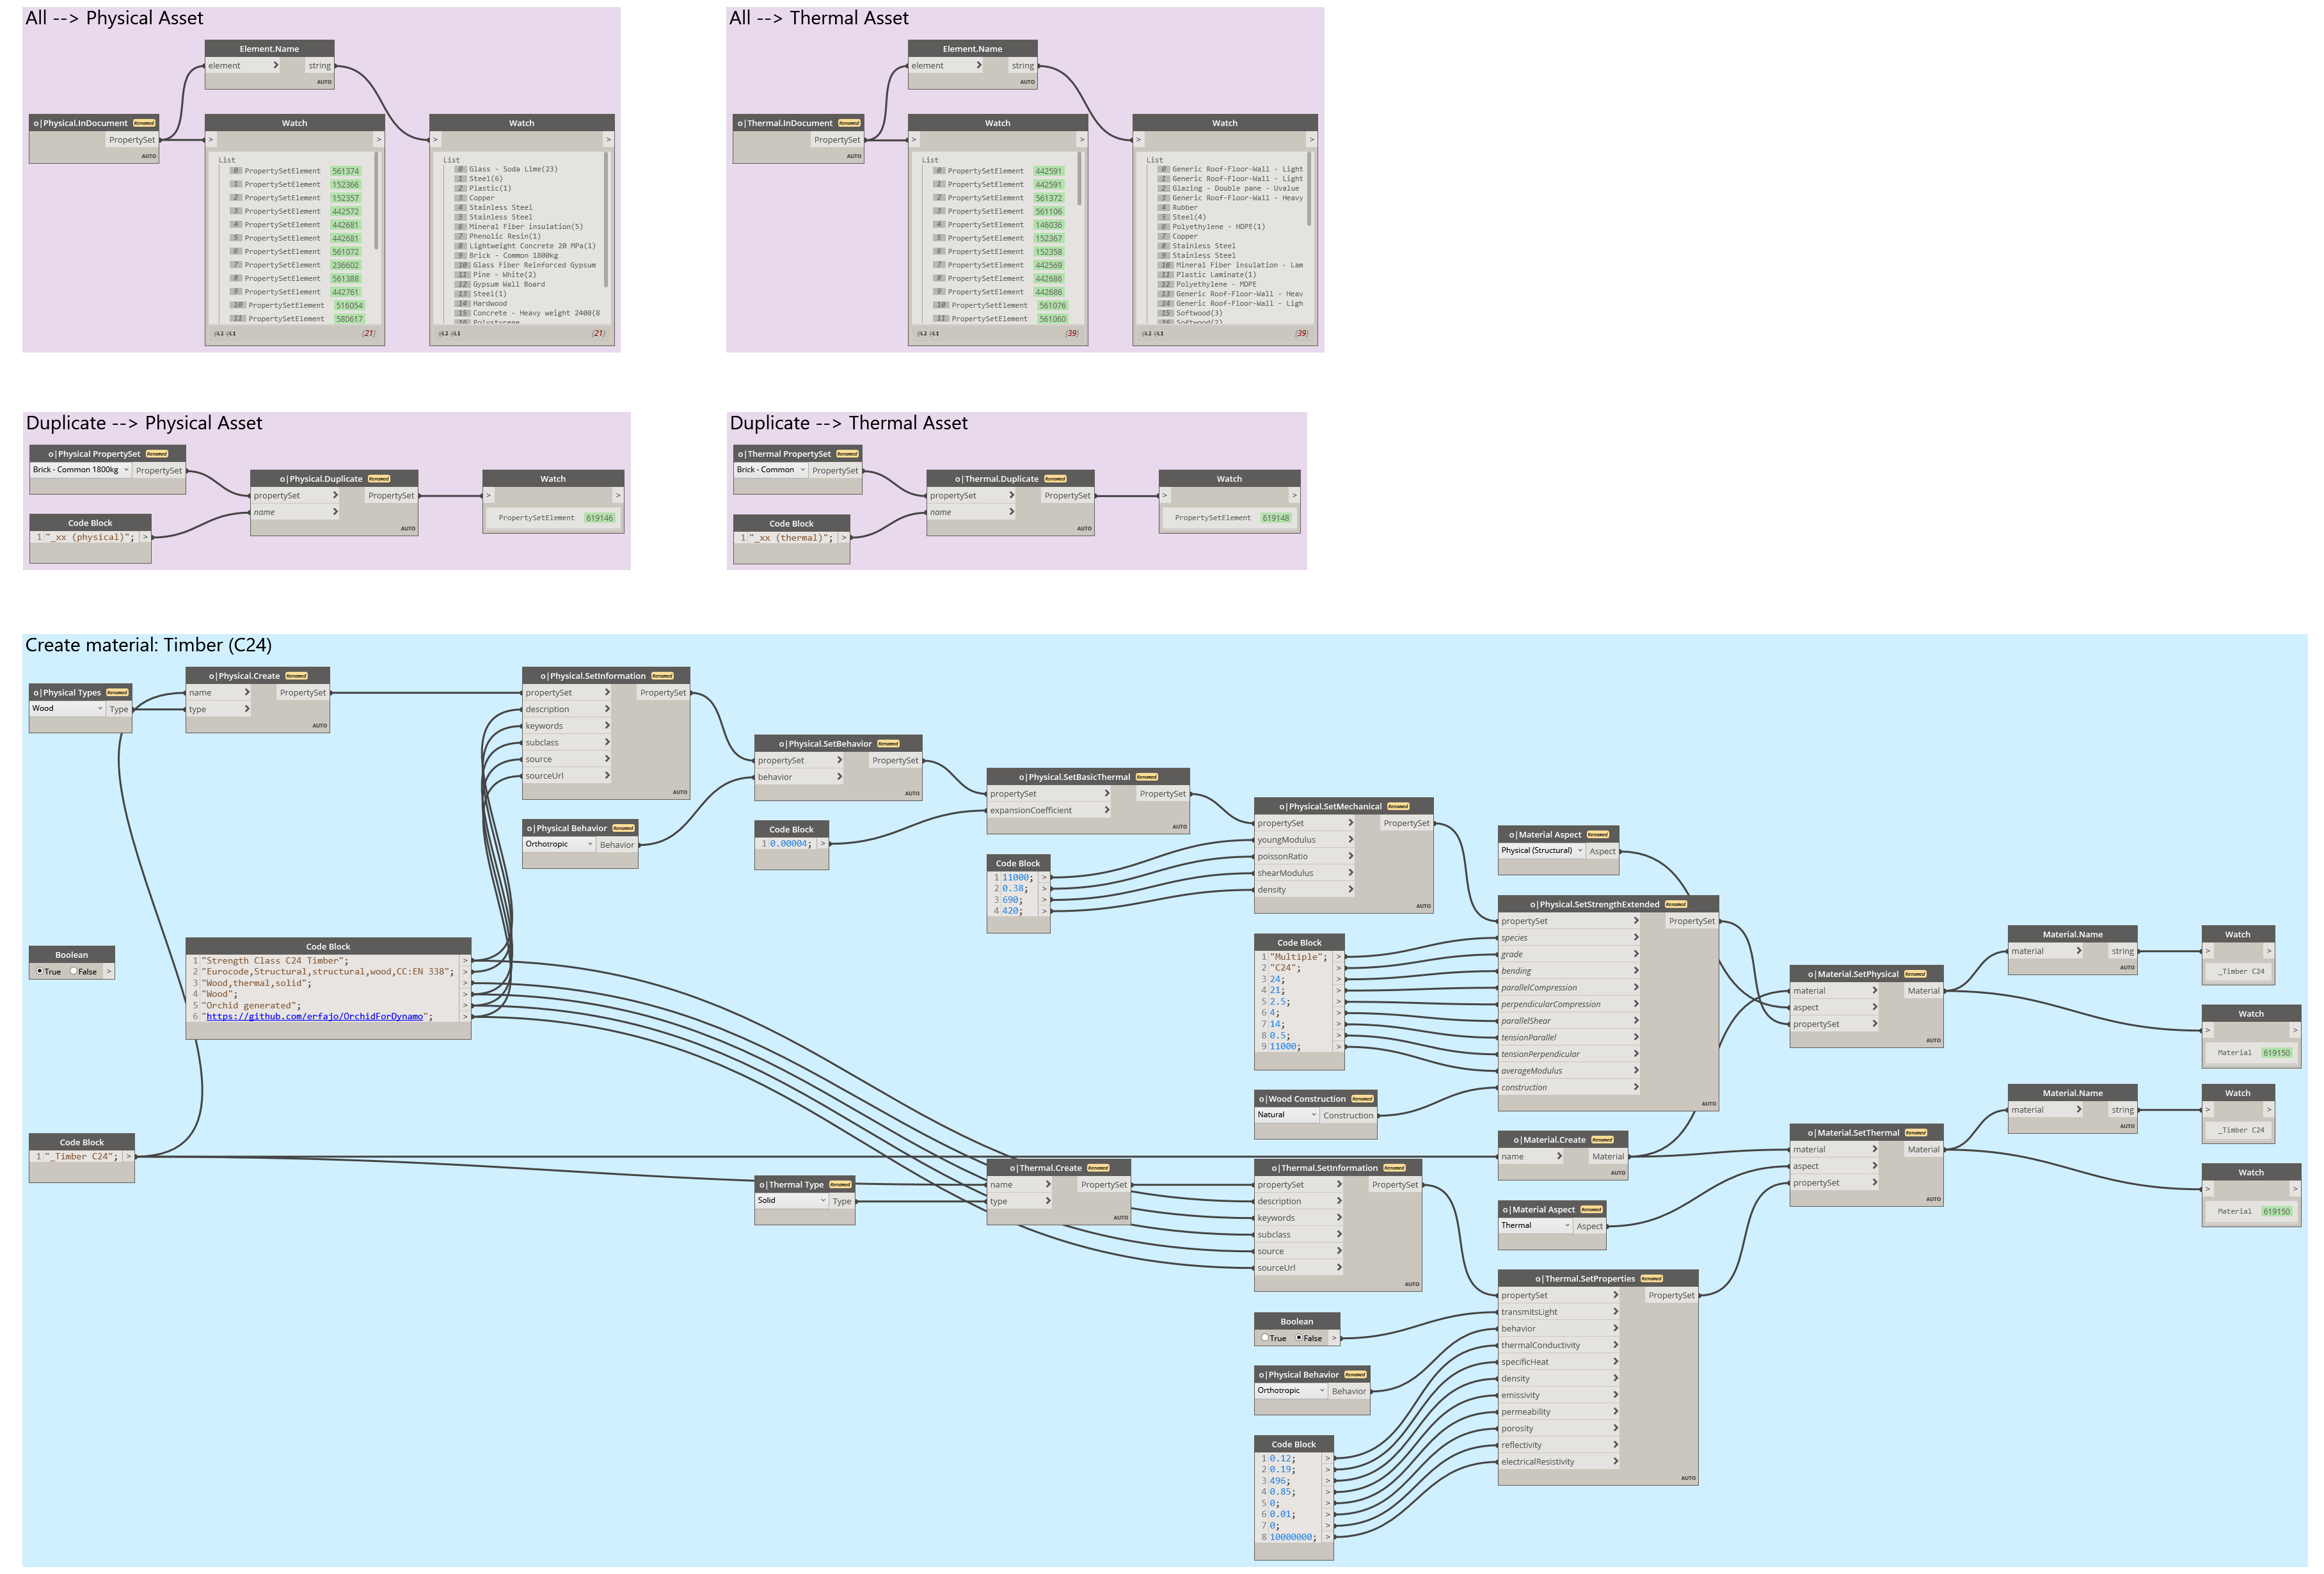 All --> Physical Asset
Element.Name
element
string
AUTO
o|Physical.InDocument Renamed
PropertySet
AUTO
Watch
>
>
List
0 PropertySetElement 561374
1 PropertySetElement 152366
2 PropertySetElement 152357
3 PropertySetElement 442572
4 PropertySetElement 442681
5 PropertySetElement 442681
6 PropertySetElement 561072
7 PropertySetElement 236602
8 PropertySetElement 561388
9 PropertySetElement 442761
10 PropertySetElement 516054
11 PropertySetElement 580617
@L2 @L1 {21}
Watch
>
>
List
0 Glass - Soda Lime(23)
1 Steel(6)
2 Plastic(1)
3 Copper
4 Stainless Steel
5 Stainless Steel
6 Mineral Fiber insulation(5)
7 Phenolic Resin(1)
8 Lightweight Concrete 20 MPa(1)
9 Brick - Common 1800kg
10 Glass Fiber Reinforced Gypsum
11 Pine - White(2)
12 Gypsum Wall Board
13 Steel(1)
14 Hardwood
15 Concrete - Heavy weight 2400(8
16 Polystyrene
@L2 @L1 {21}
All --> Thermal Asset
Element.Name
element
string
AUTO
o|Thermal.InDocument Renamed
PropertySet
AUTO
Watch
>
>
List
0 PropertySetElement 442591
1 PropertySetElement 442591
2 PropertySetElement 561372
3 PropertySetElement 561106
4 PropertySetElement 146036
5 PropertySetElement 152367
6 PropertySetElement 152358
7 PropertySetElement 442569
8 PropertySetElement 442686
9 PropertySetElement 442686
10 PropertySetElement 561076
11 PropertySetElement 561060
@L2 @L1 {39}
Watch
>
>
List
0 Generic Roof-Floor-Wall - Light
1 Generic Roof-Floor-Wall - Light
2 Glazing - Double pane - Uvalue
3 Generic Roof-Floor-Wall - Heavy
4 Rubber
5 Steel(4)
6 Polyethylene - HDPE(1)
7 Copper
8 Stainless Steel
9 Stainless Steel
10 Mineral Fiber insulation - Lam
11 Plastic Laminate(1)
12 Polyethylene - MDPE
13 Generic Roof-Floor-Wall - Heav
14 Generic Roof-Floor-Wall - Ligh
15 Softwood(3)
16 Softwood(2)
@L2 @L1 {39}
Duplicate --> Physical Asset
o|Physical PropertySet Renamed
Brick - Common 1800kg
PropertySet
Code Block
1 "_xx (physical)"; >
o|Physical.Duplicate Renamed
propertySet
PropertySet
name
AUTO
Watch
>
>
PropertySetElement 619146
Duplicate --> Thermal Asset
o|Thermal PropertySet Renamed
Brick - Common
PropertySet
Code Block
1 "_xx (thermal)"; >
o|Thermal.Duplicate Renamed
propertySet
PropertySet
name
AUTO
Watch
>
>
PropertySetElement 619148
Create material: Timber (C24)
o|Physical Types Renamed
Wood
Type
o|Physical.Create Renamed
name
PropertySet
type
AUTO
o|Physical.SetInformation Renamed
propertySet
PropertySet
description
keywords
subclass
source
sourceUrl
AUTO
o|Physical Behavior Renamed
Orthotropic
Behavior
o|Physical.SetBehavior Renamed
propertySet
PropertySet
behavior
AUTO
Code Block
1 0.00004; >
o|Physical.SetBasicThermal Renamed
propertySet
PropertySet
expansionCoefficient
AUTO
Code Block
1 11000; >
2 0.38; >
3 690; >
4 420; >
o|Physical.SetMechanical Renamed
propertySet
PropertySet
youngModulus
poissonRatio
shearModulus
density
AUTO
Boolean
True False >
Code Block
1 "Strength Class C24 Timber"; >
2 "Eurocode,Structural,structural,wood,CC:EN 338"; >
3 "Wood,thermal,solid"; >
4 "Wood"; >
5 "Orchid generated"; >
6 "https://github.com/erfajo/OrchidForDynamo"; >
Code Block
1 "_Timber C24"; >
Code Block
1 "Multiple"; >
2 "C24"; >
3 24; >
4 21; >
5 2.5; >
6 4; >
7 14; >
8 0.5; >
9 11000; >
o|Wood Construction Renamed
Natural
Construction
o|Material Aspect Renamed
Physical (Structural)
Aspect
o|Physical.SetStrengthExtended Renamed
propertySet
PropertySet
species
grade
bending
parallelCompression
perpendicularCompression
parallelShear
tensionParallel
tensionPerpendicular
averageModulus
construction
AUTO
o|Material.SetPhysical Renamed
material
Material
aspect
propertySet
AUTO
Material.Name
material
string
AUTO
Watch
>
>
_Timber C24
Watch
>
>
Material 619150
o|Material.Create Renamed
name
Material
AUTO
o|Material Aspect Renamed
Thermal
Aspect
o|Material.SetThermal Renamed
material
Material
aspect
propertySet
AUTO
Material.Name
material
string
AUTO
Watch
>
>
_Timber C24
Watch
>
>
Material 619150
o|Thermal Type Renamed
Solid
Type
o|Thermal.Create Renamed
name
PropertySet
type
AUTO
o|Thermal.SetInformation Renamed
propertySet
PropertySet
description
keywords
subclass
source
sourceUrl
AUTO
Boolean
True False >
o|Physical Behavior Renamed
Orthotropic
Behavior
Code Block
1 0.12; >
2 0.19; >
3 496; >
4 0.85; >
5 0; >
6 0.01; >
7 0; >
8 10000000; >
o|Thermal.SetProperties Renamed
propertySet
PropertySet
transmitsLight
behavior
thermalConductivity
specificHeat
density
emissivity
permeability
porosity
reflectivity
electricalResistivity
AUTO